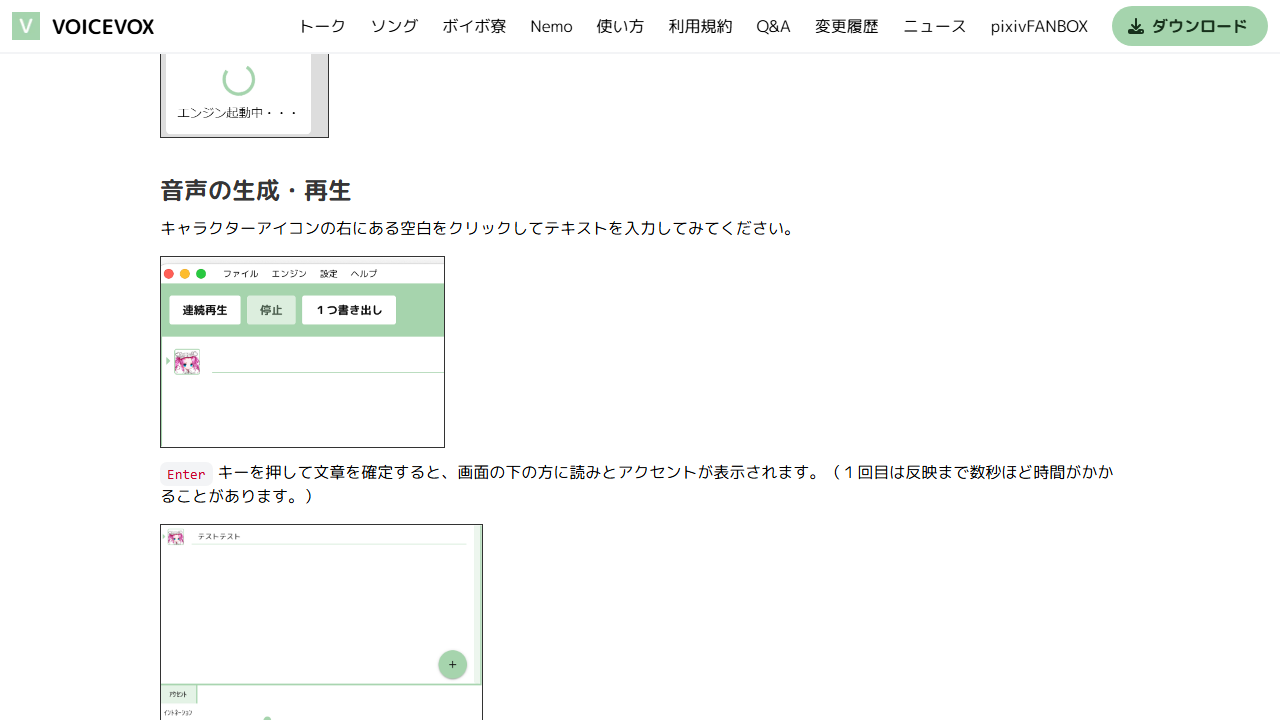 V VOICEVOX トーク ソング ボイボ寮 Nemo 使い方 利用規約 Q&A 変更履歴 ニュース pixivFANBOX ダウンロード
エンジン起動中・・・
音声の生成・再生
キャラクターアイコンの右にある空白をクリックしてテキストを入力してみてください。
ファイル エンジン 設定 ヘルプ
連続再生 停止 １つ書き出し
Enter キーを押して文章を確定すると、画面の下の方に読みとアクセントが表示されます。（１回目は反映まで数秒ほど時間がかか
ることがあります。）
テストテスト
+
アクセント
イントネーション